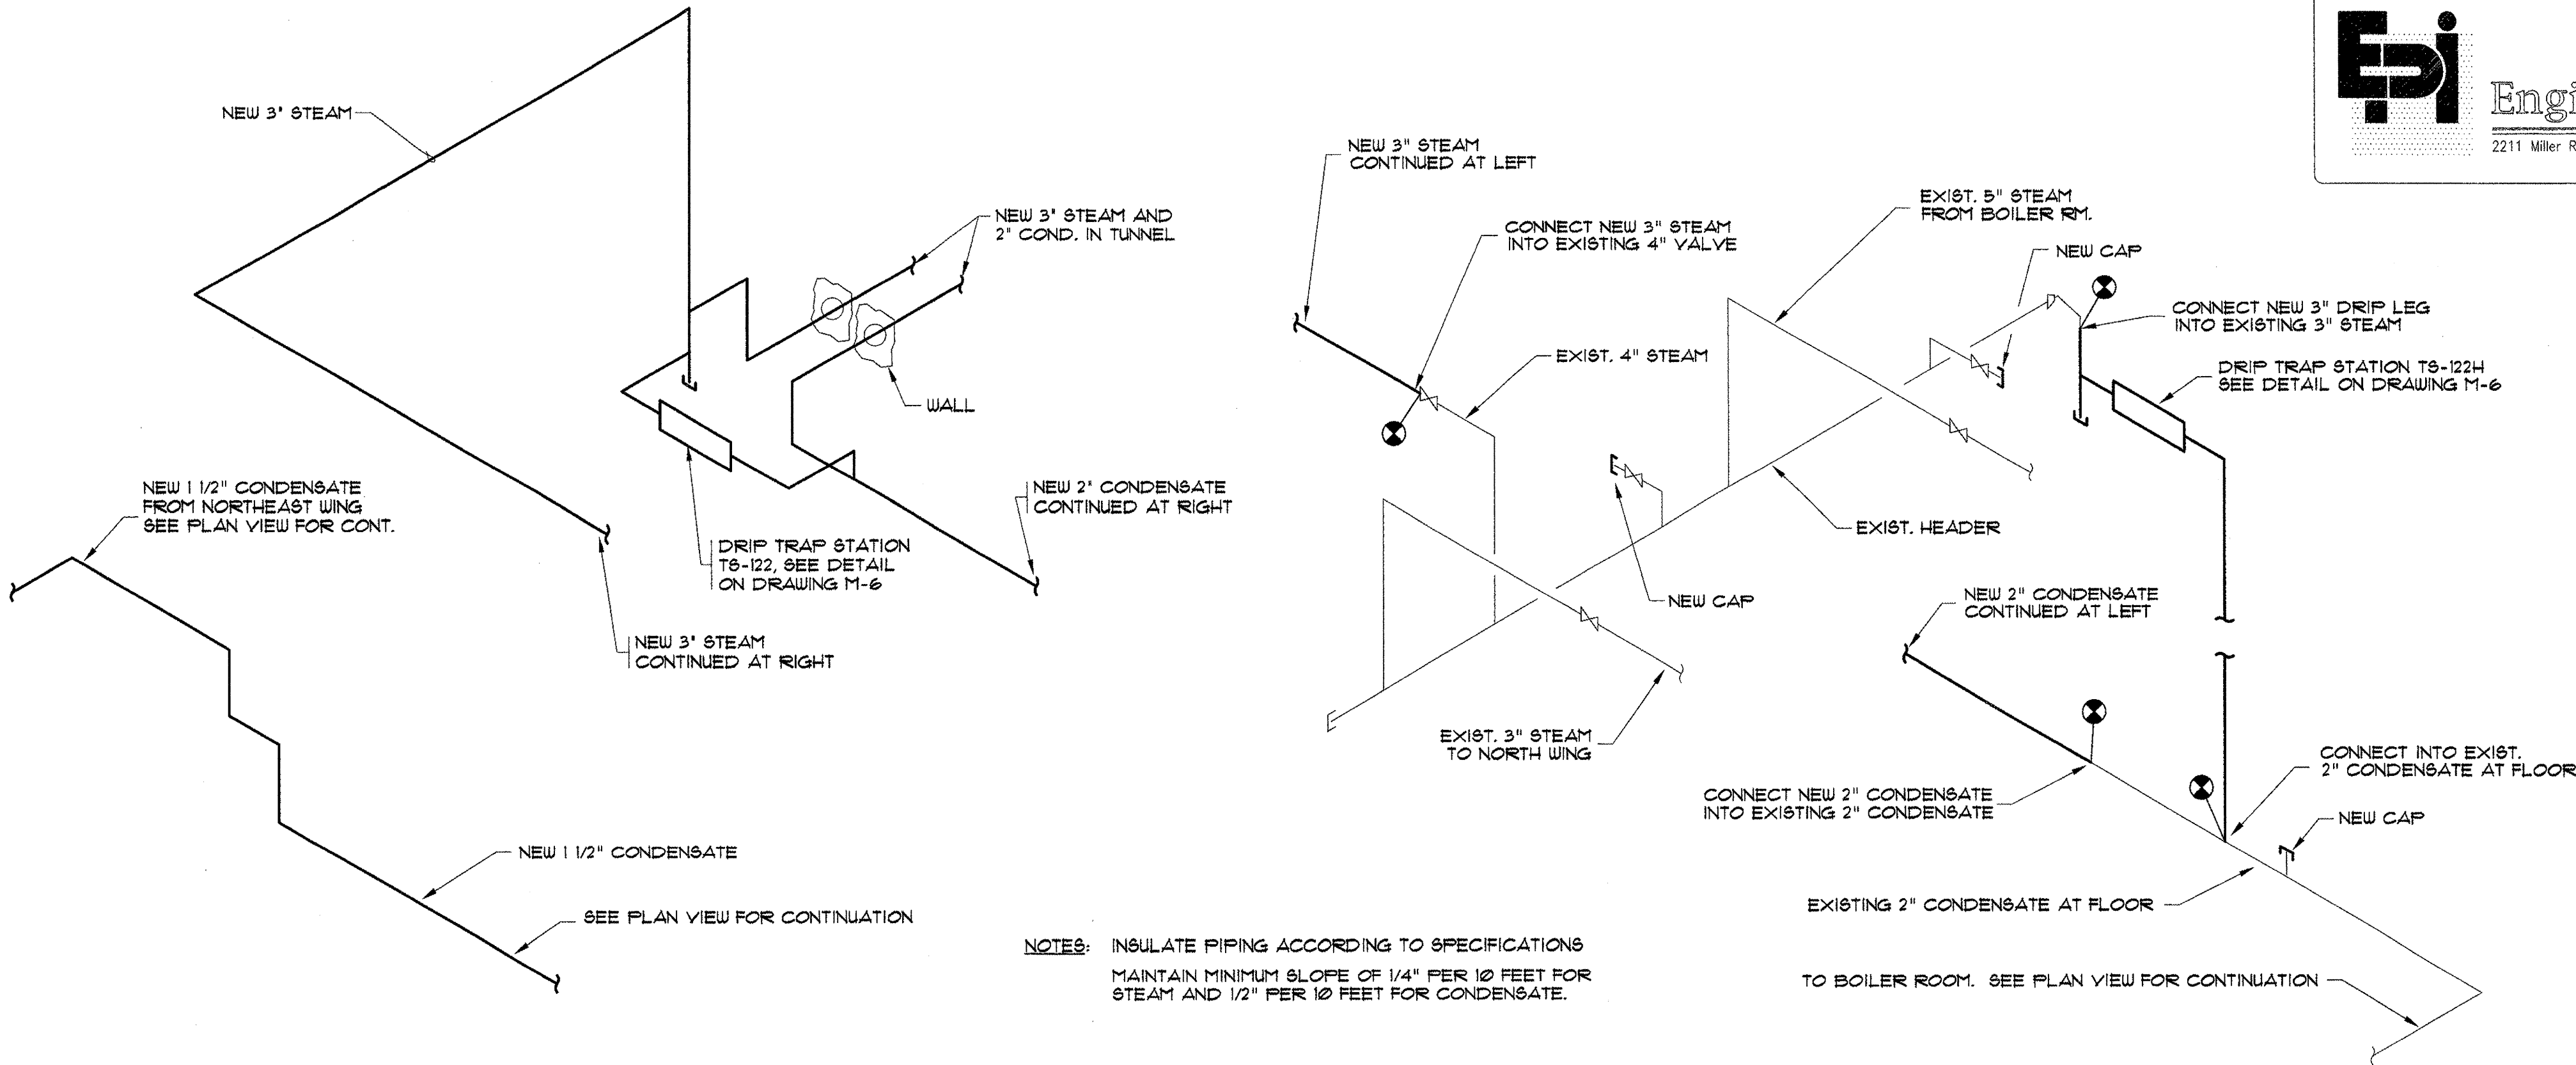 EPI
Engi
2211 Miller R
NEW 3" STEAM
NEW 3" STEAM AND
2" COND. IN TUNNEL
WALL
NEW 1 1/2" CONDENSATE
FROM NORTHEAST WING
SEE PLAN VIEW FOR CONT.
DRIP TRAP STATION
TS-122, SEE DETAIL
ON DRAWING M-6
NEW 2" CONDENSATE
CONTINUED AT RIGHT
NEW 3" STEAM
CONTINUED AT RIGHT
NEW 1 1/2" CONDENSATE
SEE PLAN VIEW FOR CONTINUATION
NEW 3" STEAM
CONTINUED AT LEFT
CONNECT NEW 3" STEAM
INTO EXISTING 4" VALVE
EXIST. 4" STEAM
EXIST. 5" STEAM
FROM BOILER RM.
NEW CAP
CONNECT NEW 3" DRIP LEG
INTO EXISTING 3" STEAM
DRIP TRAP STATION TS-122H
SEE DETAIL ON DRAWING M-6
EXIST. HEADER
NEW CAP
NEW 2" CONDENSATE
CONTINUED AT LEFT
EXIST. 3" STEAM
TO NORTH WING
CONNECT NEW 2" CONDENSATE
INTO EXISTING 2" CONDENSATE
CONNECT INTO EXIST.
2" CONDENSATE AT FLOOR
NEW CAP
EXISTING 2" CONDENSATE AT FLOOR
TO BOILER ROOM. SEE PLAN VIEW FOR CONTINUATION
NOTES: INSULATE PIPING ACCORDING TO SPECIFICATIONS
MAINTAIN MINIMUM SLOPE OF 1/4" PER 10 FEET FOR
STEAM AND 1/2" PER 10 FEET FOR CONDENSATE.